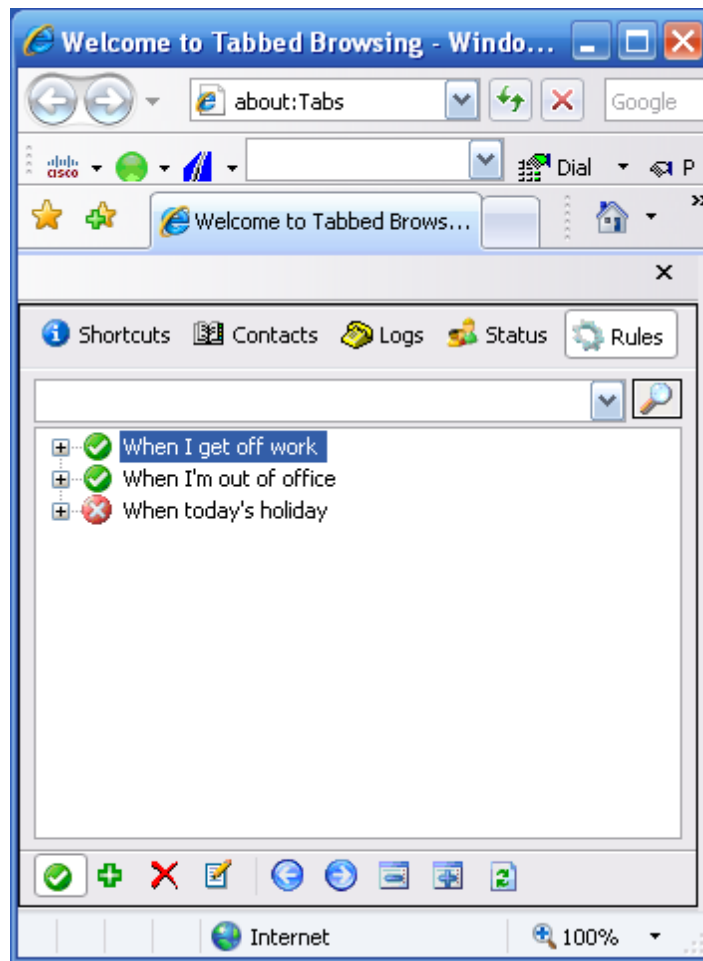 Welcome to Tabbed Browsing - Windo...
about:Tabs
Google
cisco
Dial
P
Welcome to Tabbed Brows...
Shortcuts Contacts Logs Status Rules
When I get off work
When I'm out of office
When today's holiday
Internet
100%